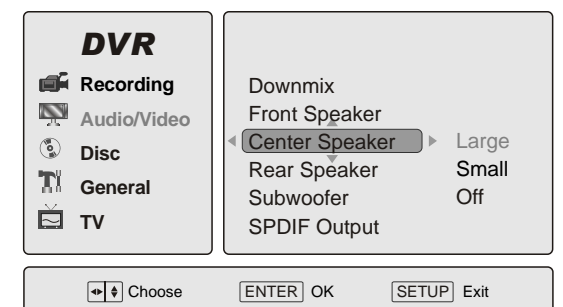 DVR
Recording
Audio/Video
Disc
General
TV
Downmix
Front Speaker
Center Speaker Large
Rear Speaker Small
Subwoofer Off
SPDIF Output
Choose ENTER OK SETUP Exit